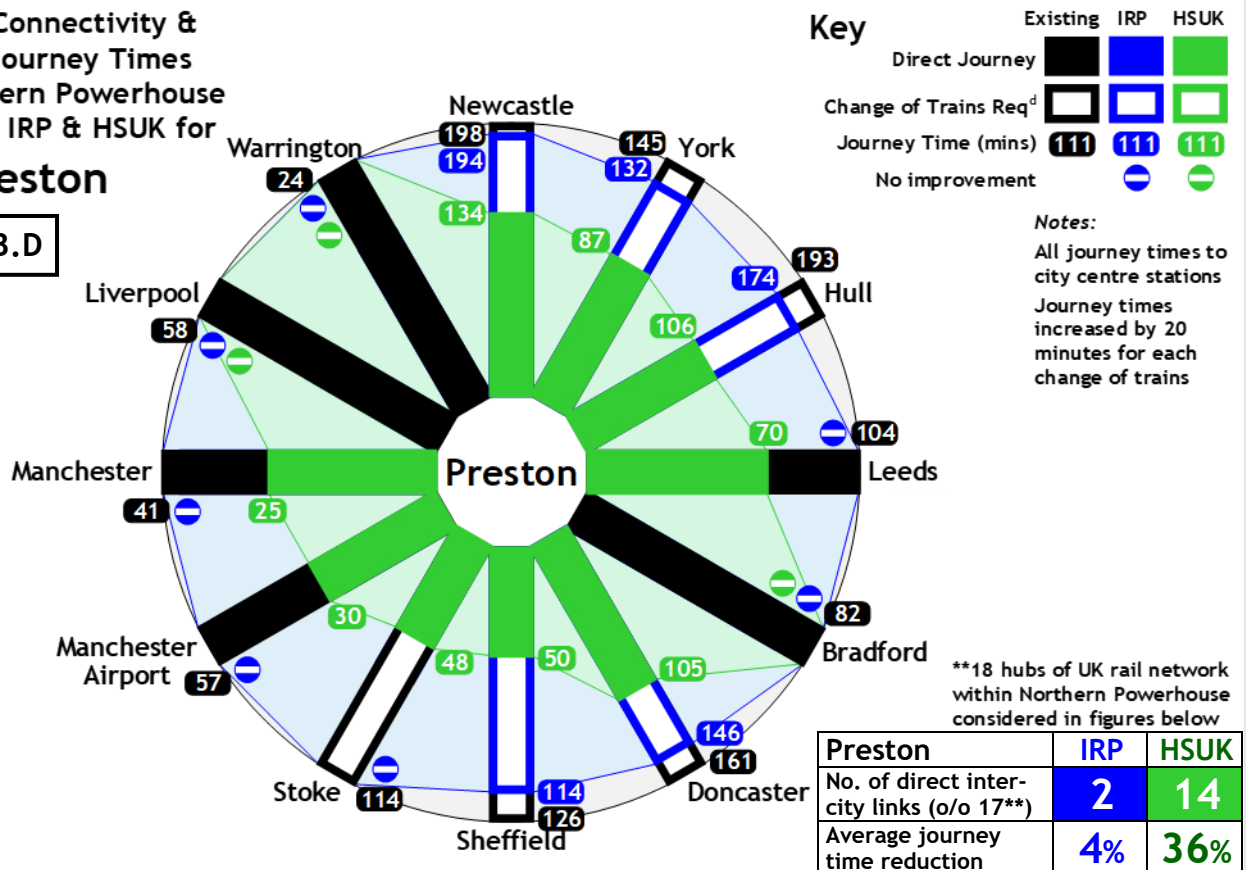 Connectivity &
ourney Times
ern Powerhouse
IRP & HSUK for
eston
3.D
Key
Existing IRP HSUK
Direct Journey
Change of Trains Reqᵈ
Journey Time (mins) 111 111 111
No improvement
Notes:
All journey times to
city centre stations
Journey times
increased by 20
minutes for each
change of trains
Newcastle
198
194
134
York
145
132
87
Hull
193
174
106
Leeds
104
70
Bradford
82
Doncaster
161
146
105
Sheffield
126
114
50
Stoke
114
48
Manchester
Airport
57
30
Manchester
41
25
Liverpool
58
Warrington
24
Preston
**18 hubs of UK rail network
within Northern Powerhouse
considered in figures below
Preston IRP HSUK
No. of direct inter-
city links (o/o 17**) 2 14
Average journey
time reduction 4% 36%